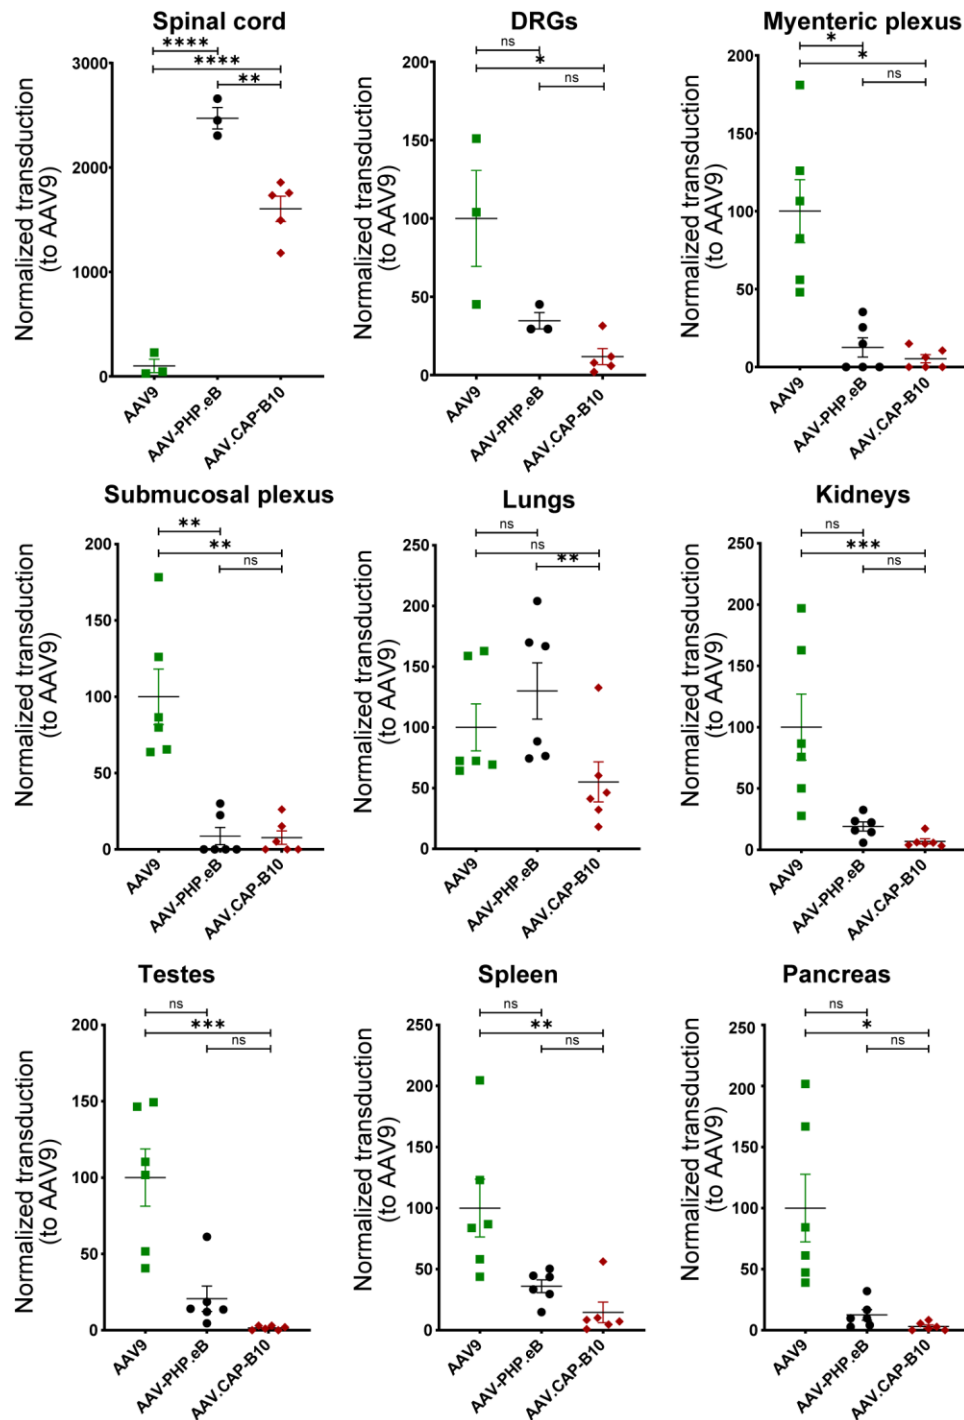 Spinal cord
****
****
**
Normalized transduction
(to AAV9)
3000
2000
1000
0
AAV9
AAV-PHP.eB
AAV.CAP-B10
DRGs
ns
*
ns
Normalized transduction
(to AAV9)
200
150
100
50
0
AAV9
AAV-PHP.eB
AAV.CAP-B10
Myenteric plexus
*
*
ns
Normalized transduction
(to AAV9)
200
150
100
50
0
AAV9
AAV-PHP.eB
AAV.CAP-B10
Submucosal plexus
**
**
ns
Normalized transduction
(to AAV9)
200
150
100
50
0
AAV9
AAV-PHP.eB
AAV.CAP-B10
Lungs
ns
ns
**
Normalized transduction
(to AAV9)
250
200
150
100
50
0
AAV9
AAV-PHP.eB
AAV.CAP-B10
Kidneys
ns
***
ns
Normalized transduction
(to AAV9)
250
200
150
100
50
0
AAV9
AAV-PHP.eB
AAV.CAP-B10
Testes
ns
***
ns
Normalized transduction
(to AAV9)
200
150
100
50
0
AAV9
AAV-PHP.eB
AAV.CAP-B10
Spleen
ns
**
ns
Normalized transduction
(to AAV9)
250
200
150
100
50
0
AAV9
AAV-PHP.eB
AAV.CAP-B10
Pancreas
ns
*
ns
Normalized transduction
(to AAV9)
250
200
150
100
50
0
AAV9
AAV-PHP.eB
AAV.CAP-B10